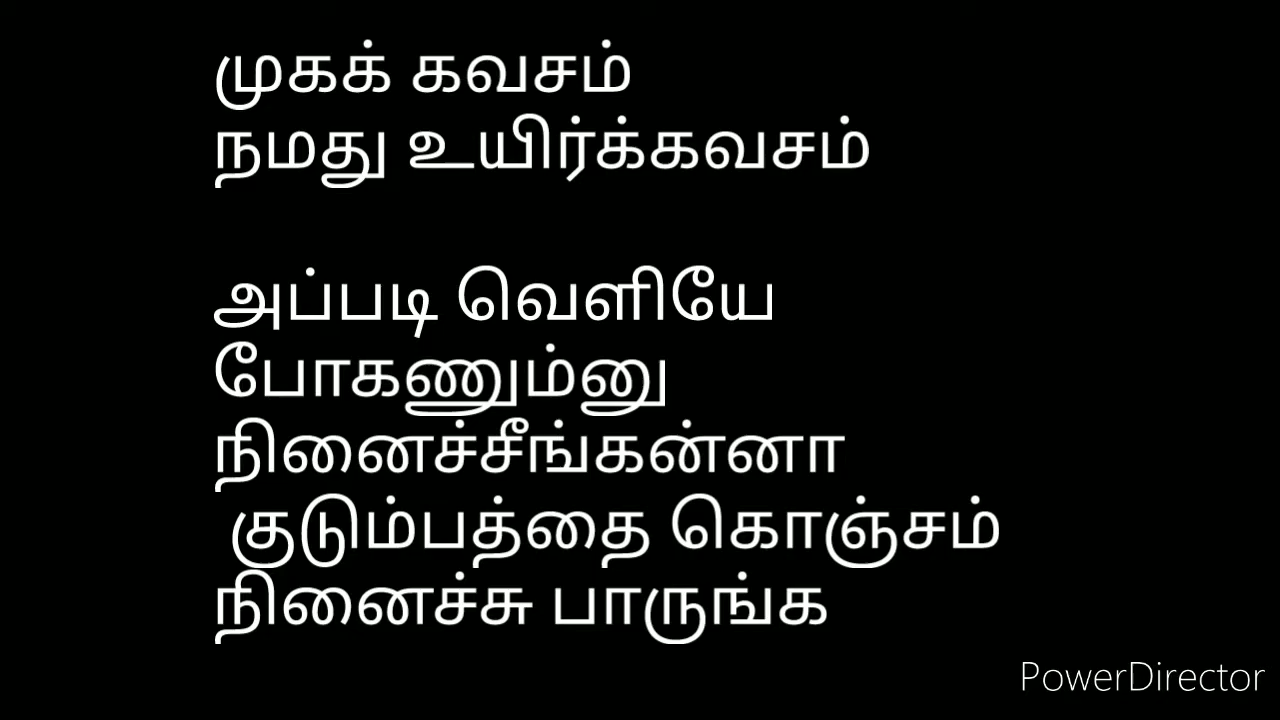 முகக் கவசம்
நமது உயிர்க்கவசம்
அப்படி வெளியே
போகணும்னு
நினைச்சீங்கன்னா
குடும்பத்தை கொஞ்சம்
நினைச்சு பாருங்க
PowerDirector